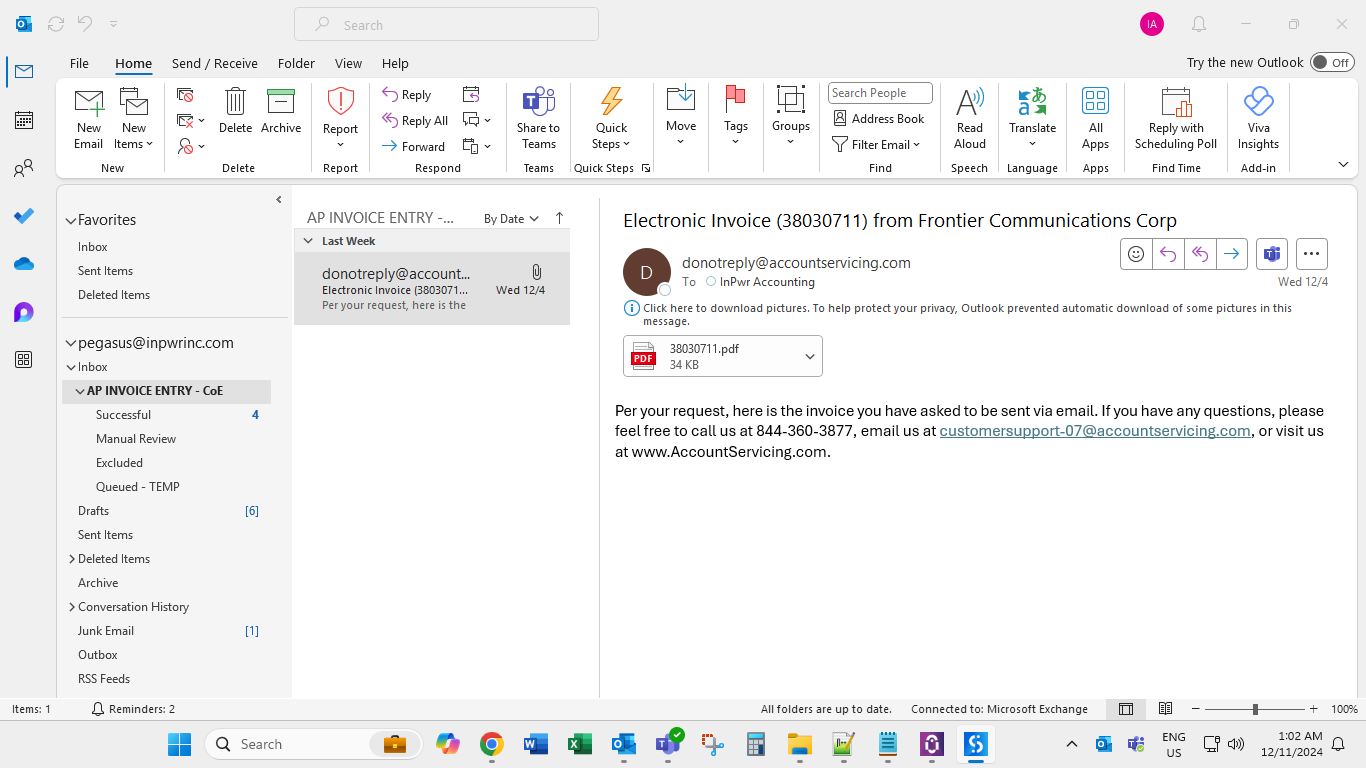 Search
IA
File Home Send / Receive Folder View Help
Try the new Outlook Off
New Email
New Items
New
Delete
Archive
Delete
Report
Report
Reply
Reply All
Forward
Respond
Share to Teams
Teams
Quick Steps
Quick Steps
Move
Tags
Groups
Search People
Address Book
Filter Email
Find
Read Aloud
Speech
Translate
Language
All Apps
Apps
Reply with Scheduling Poll
Find Time
Viva Insights
Add-in
Favorites
Inbox
Sent Items
Deleted Items
pegasus@inpwrinc.com
Inbox
AP INVOICE ENTRY - CoE
Successful 4
Manual Review
Excluded
Queued - TEMP
Drafts [6]
Sent Items
Deleted Items
Archive
Conversation History
Junk Email [1]
Outbox
RSS Feeds
AP INVOICE ENTRY -... By Date
Last Week
donotreply@account...
Electronic Invoice (3803071... Wed 12/4
Per your request, here is the
Electronic Invoice (38030711) from Frontier Communications Corp
D
donotreply@accountservicing.com
To InPwr Accounting
Wed 12/4
Click here to download pictures. To help protect your privacy, Outlook prevented automatic download of some pictures in this
message.
PDF
38030711.pdf
34 KB
Per your request, here is the invoice you have asked to be sent via email. If you have any questions, please
feel free to call us at 844-360-3877, email us at customersupport-07@accountservicing.com, or visit us
at www.AccountServicing.com.
Items: 1 Reminders: 2 All folders are up to date. Connected to: Microsoft Exchange 100%
Search
ENG
US
1:02 AM
12/11/2024